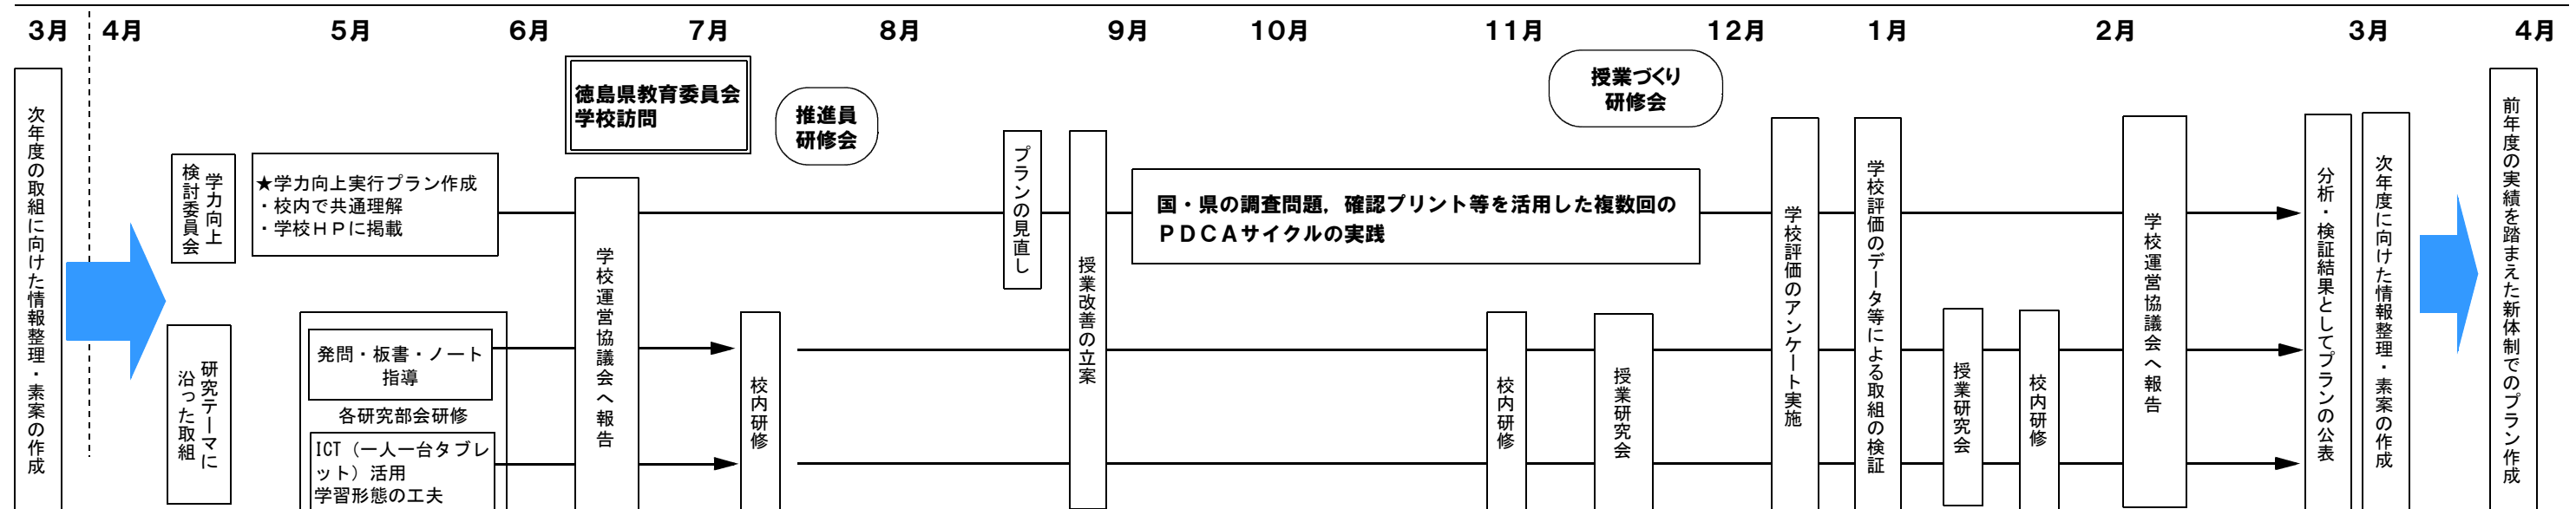 3月 4月 5月 6月 7月 8月 9月 10月 11月 12月 1月 2月 3月 4月
次年度の取組に向けた情報整理・素案の作成
学力向上
検討委員会
研究テーマに
沿った取組
★学力向上実行プラン作成
・校内で共通理解
・学校HPに掲載
発問・板書・ノート
指導
各研究部会研修
ICT（一人一台タブレ
ット）活用
学習形態の工夫
徳島県教育委員会
学校訪問
学校運営協議会へ報告
推進員
研修会
校内研修
プランの見直し
授業改善の立案
国・県の調査問題，確認プリント等を活用した複数回の
PDCAサイクルの実践
校内研修
授業づくり
研修会
授業研究会
学校評価のアンケート実施
学校評価のデータ等による取組の検証
授業研究会
校内研修
学校運営協議会へ報告
分析・検証結果としてプランの公表
次年度に向けた情報整理・素案の作成
前年度の実績を踏まえた新体制でのプラン作成